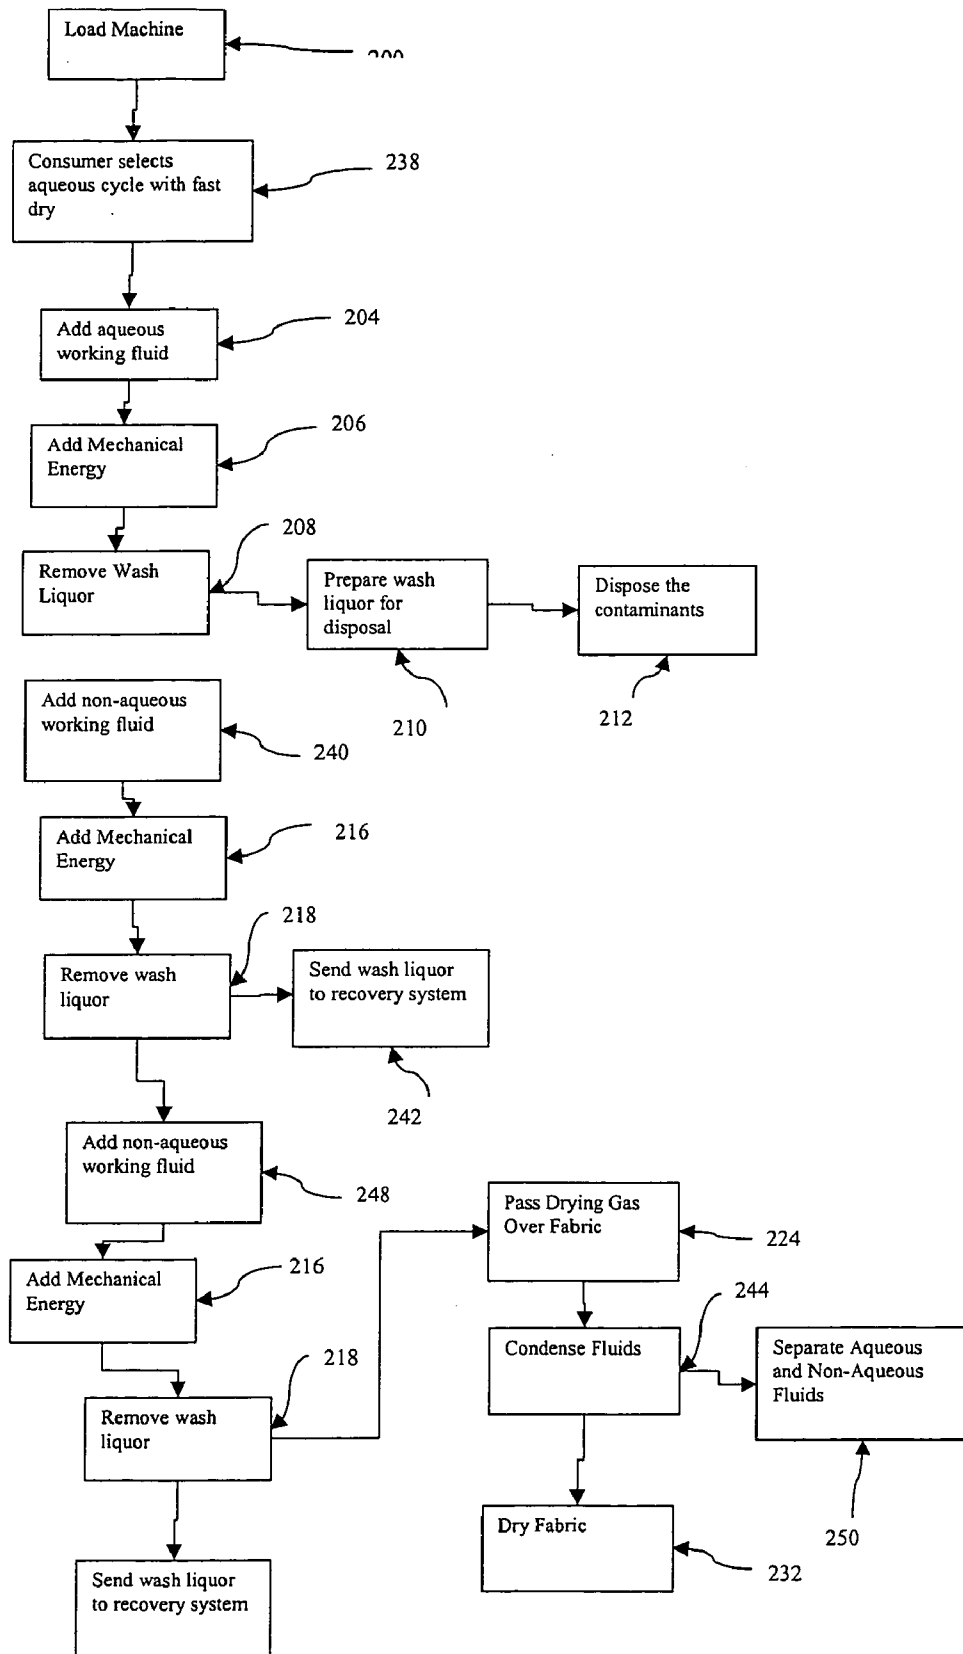 Load Machine
Consumer selects
aqueous cycle with fast
dry
238
Add aqueous
working fluid
204
Add Mechanical
Energy
206
Remove Wash
Liquor
208
Prepare wash
liquor for
disposal
210
Dispose the
contaminants
212
Add non-aqueous
working fluid
240
Add Mechanical
Energy
216
Remove wash
liquor
218
Send wash liquor
to recovery system
242
Add non-aqueous
working fluid
248
Add Mechanical
Energy
216
Remove wash
liquor
218
Send wash liquor
to recovery system
Pass Drying Gas
Over Fabric
224
Condense Fluids
244
Separate Aqueous
and Non-Aqueous
Fluids
250
Dry Fabric
232